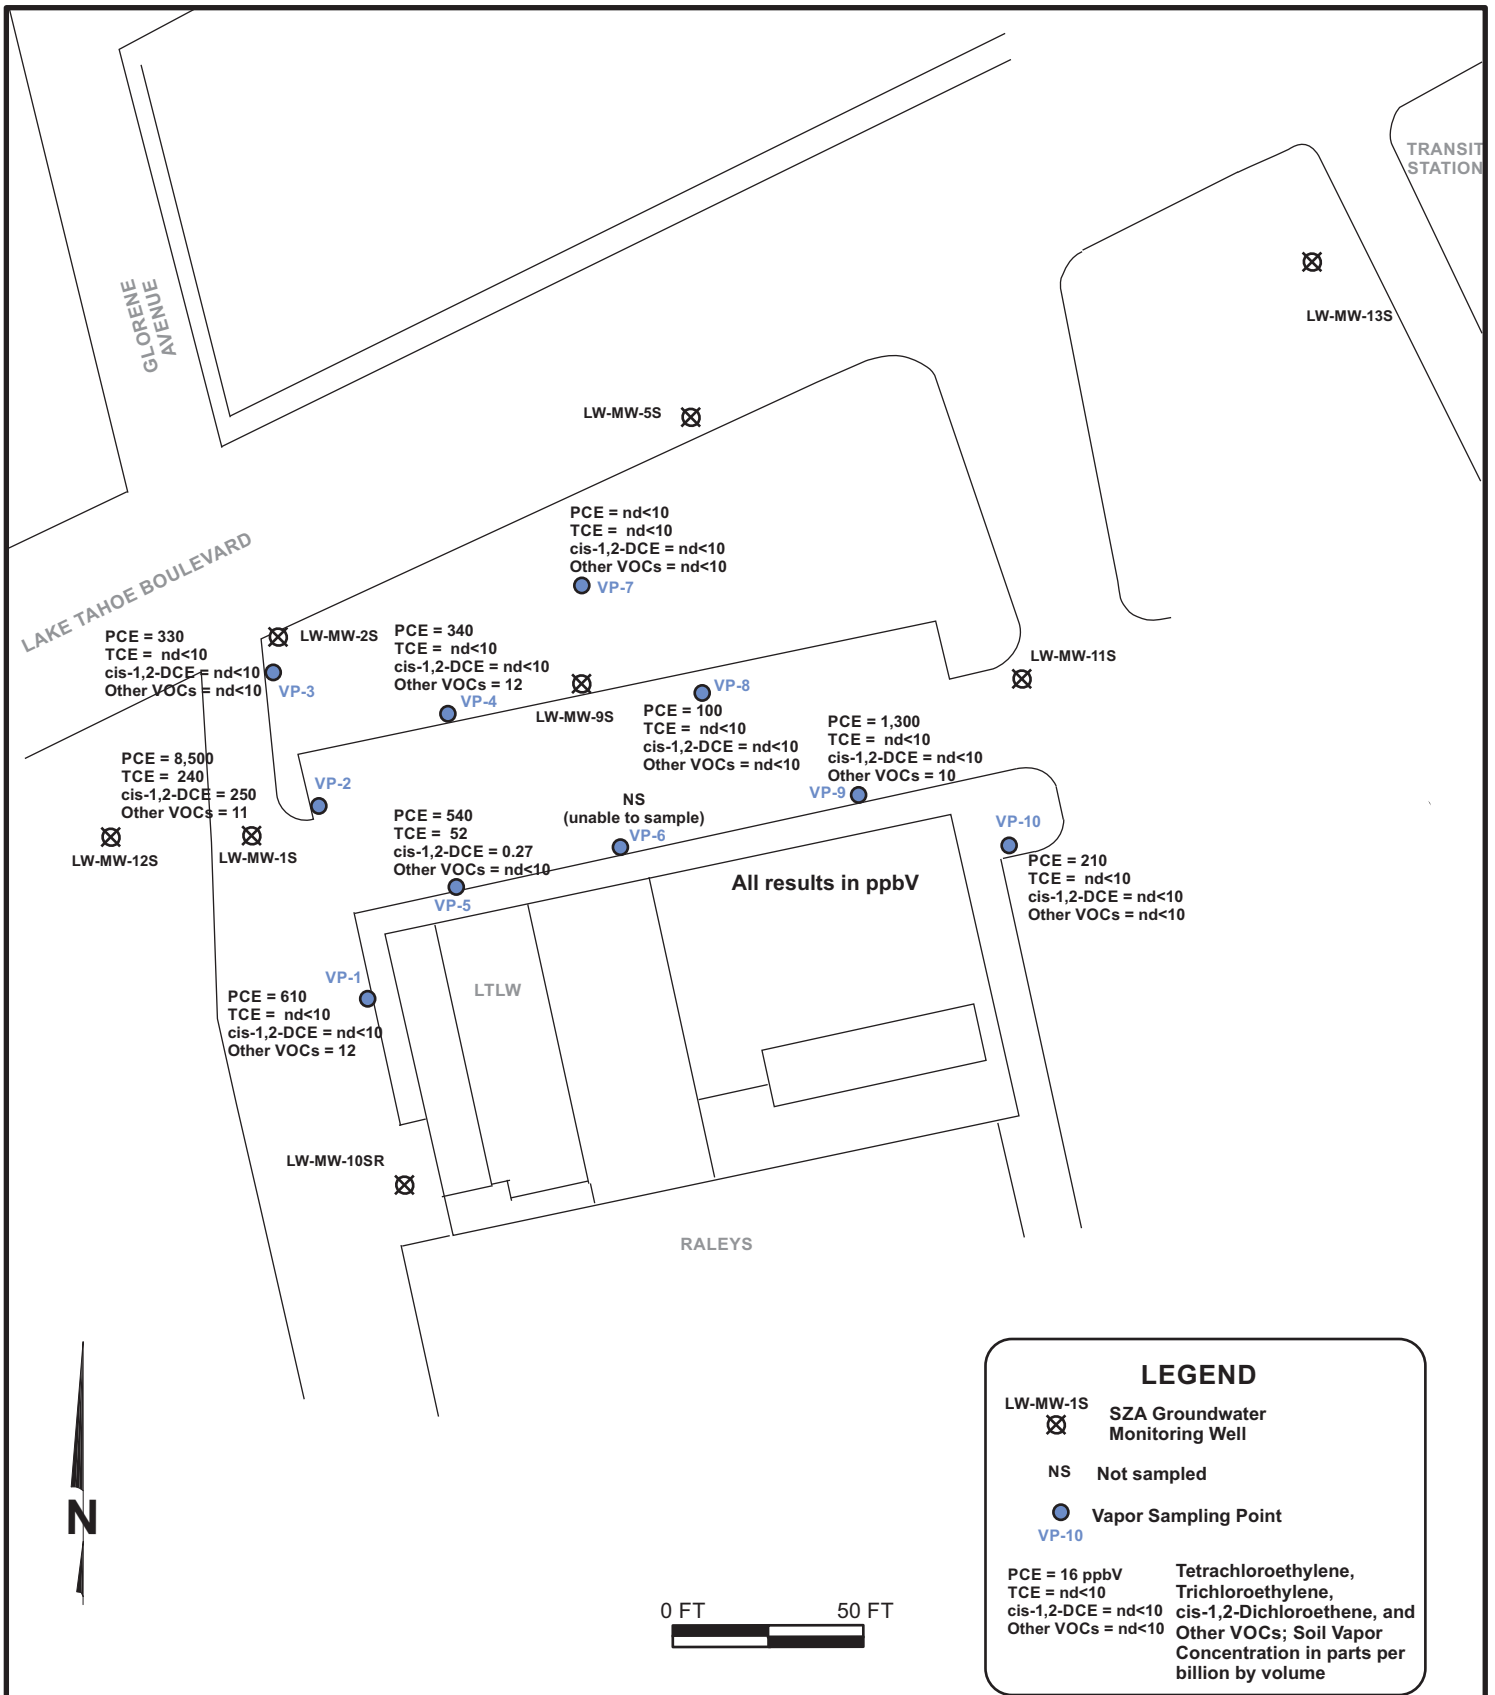 TRANSIT
STATION
GLORENE
AVENUE
LW-MW-13S
LW-MW-5S
LAKE TAHOE BOULEVARD
PCE = nd<10
TCE =  nd<10
cis-1,2-DCE = nd<10
Other VOCs = nd<10
VP-7
PCE = 330
TCE =  nd<10
cis-1,2-DCE = nd<10
Other VOCs = nd<10
LW-MW-2S
VP-3
PCE = 340
TCE =  nd<10
cis-1,2-DCE = nd<10
Other VOCs = 12
VP-4
LW-MW-9S
VP-8
PCE = 100
TCE =  nd<10
cis-1,2-DCE = nd<10
Other VOCs = nd<10
LW-MW-11S
PCE = 1,300
TCE =  nd<10
cis-1,2-DCE = nd<10
Other VOCs = 10
VP-9
PCE = 8,500
TCE =  240
cis-1,2-DCE = 250
Other VOCs = 11
VP-2
LW-MW-12S
LW-MW-1S
PCE = 540
TCE =  52
cis-1,2-DCE = 0.27
Other VOCs = nd<10
VP-5
NS
(unable to sample)
VP-6
VP-10
PCE = 210
TCE =  nd<10
cis-1,2-DCE = nd<10
Other VOCs = nd<10
All results in ppbV
VP-1
PCE = 610
TCE =  nd<10
cis-1,2-DCE = nd<10
Other VOCs = 12
LTLW
LW-MW-10SR
RALEYS
N
0 FT
50 FT
LEGEND
LW-MW-1S
SZA Groundwater
Monitoring Well
NS
Not sampled
Vapor Sampling Point
VP-10
PCE = 16 ppbV
TCE = nd<10
cis-1,2-DCE = nd<10
Other VOCs = nd<10
Tetrachloroethylene,
Trichloroethylene,
cis-1,2-Dichloroethene, and
Other VOCs; Soil Vapor
Concentration in parts per
billion by volume